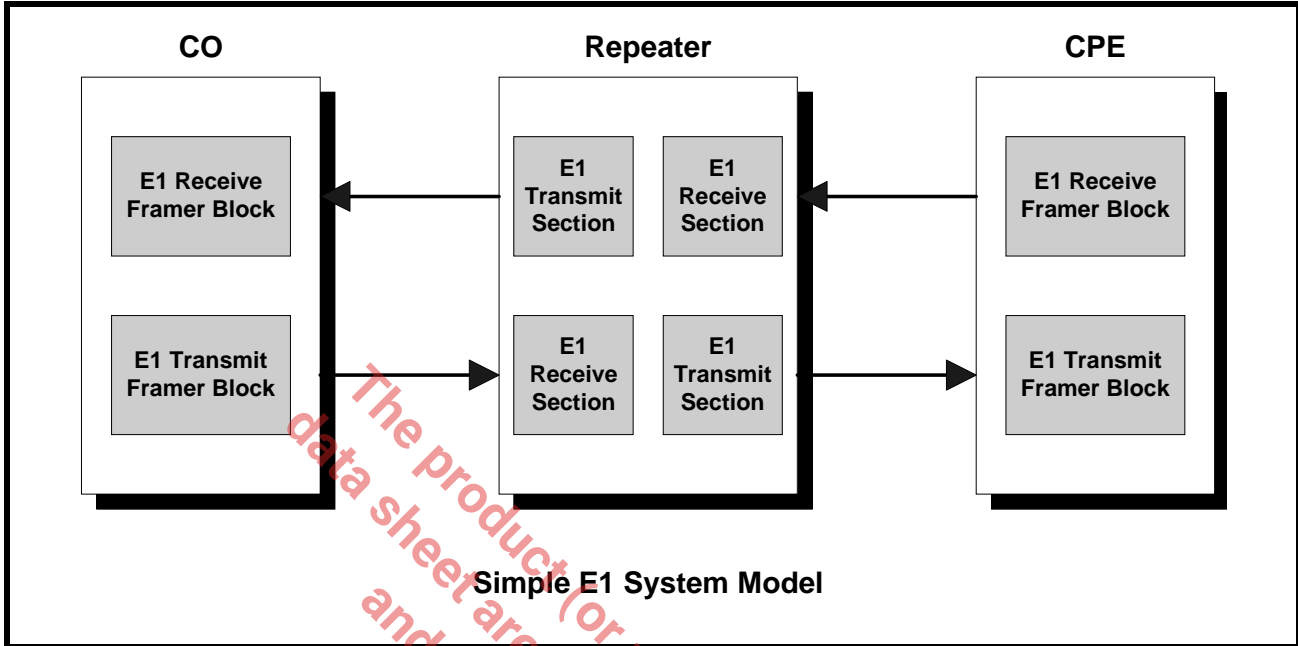 CO
Repeater
CPE
E1 Receive
Framer Block
E1
Transmit
Section
E1
Receive
Section
E1 Receive
Framer Block
E1 Transmit
Framer Block
E1
Receive
Section
E1
Transmit
Section
E1 Transmit
Framer Block
The product (or
data sheet are
and
Simple E1 System Model